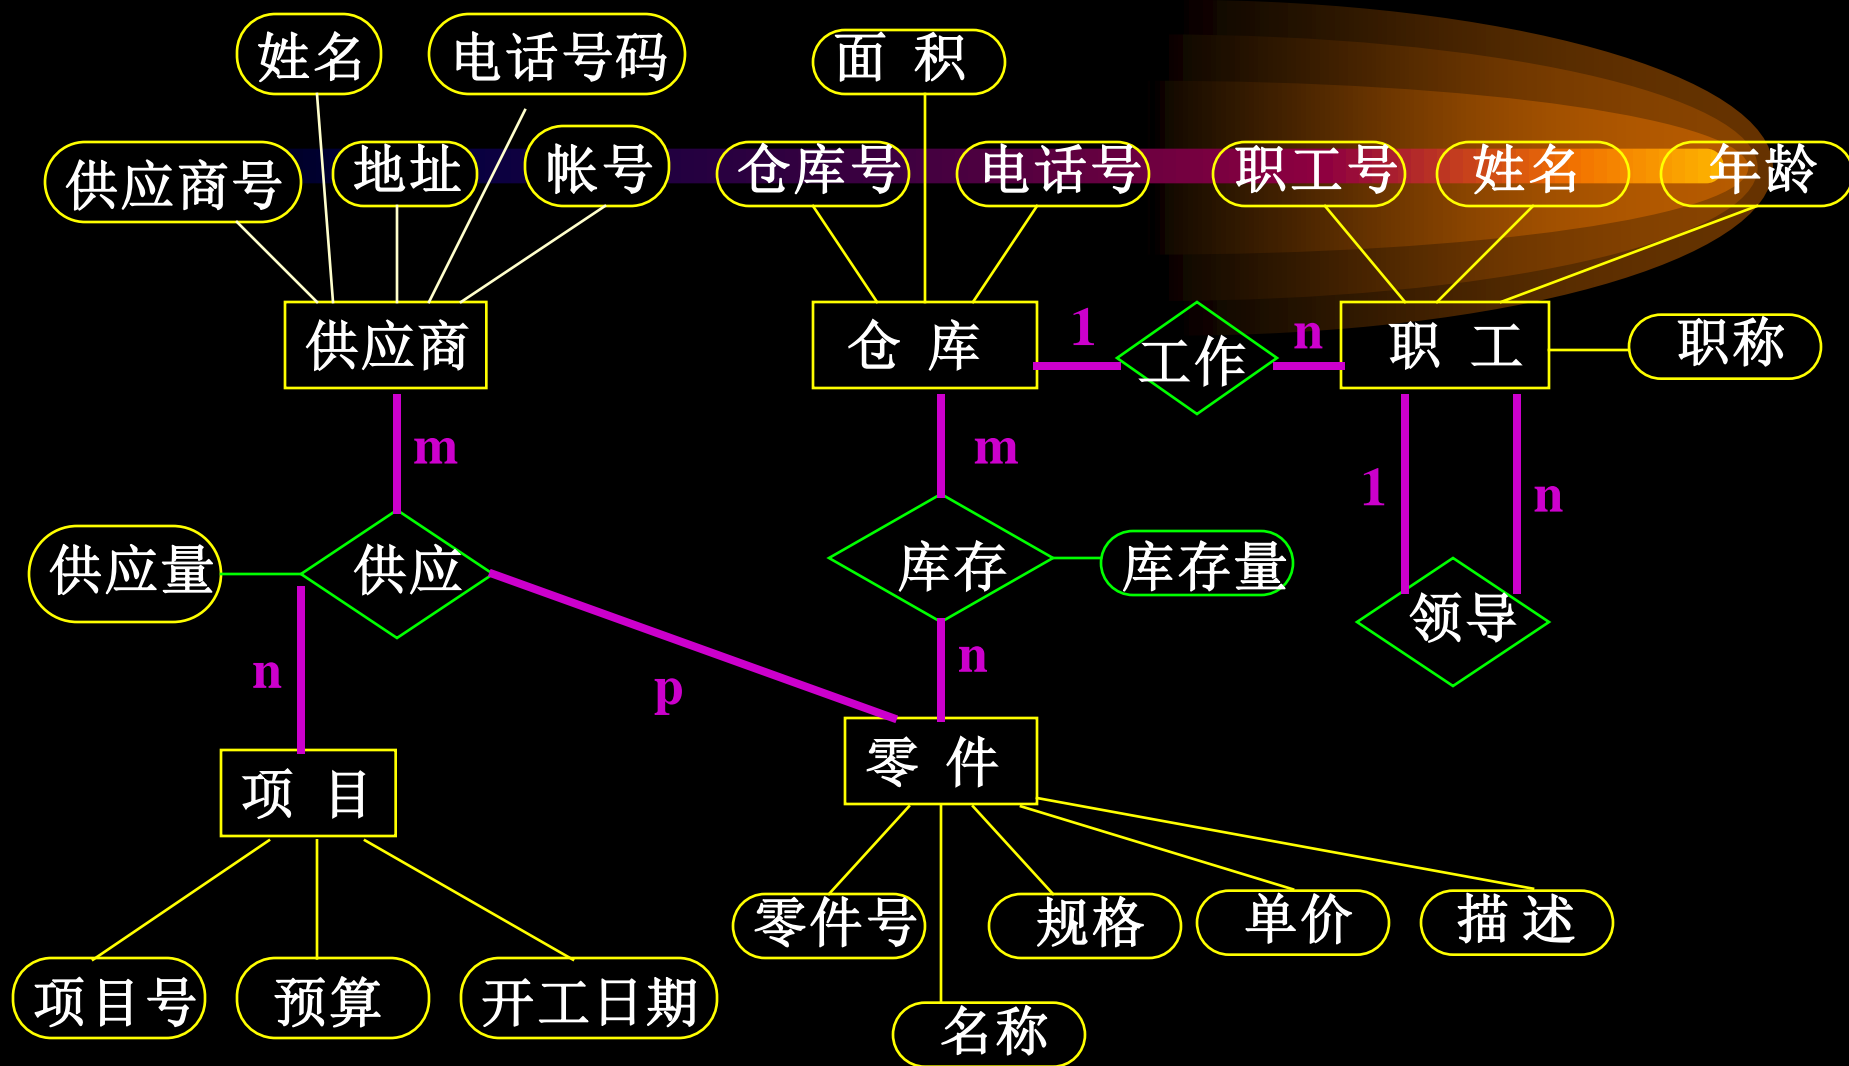 姓名
电话号码
面 积
供应商号
地址
帐号
仓库号
电话号
职工号
姓名
年龄
供应商
仓 库
1
工作
n
职 工
职称
m
m
1
n
供应量
供应
库存
库存量
领导
n
p
n
项 目
零 件
零件号
规格
单价
描 述
项目号
预算
开工日期
名称